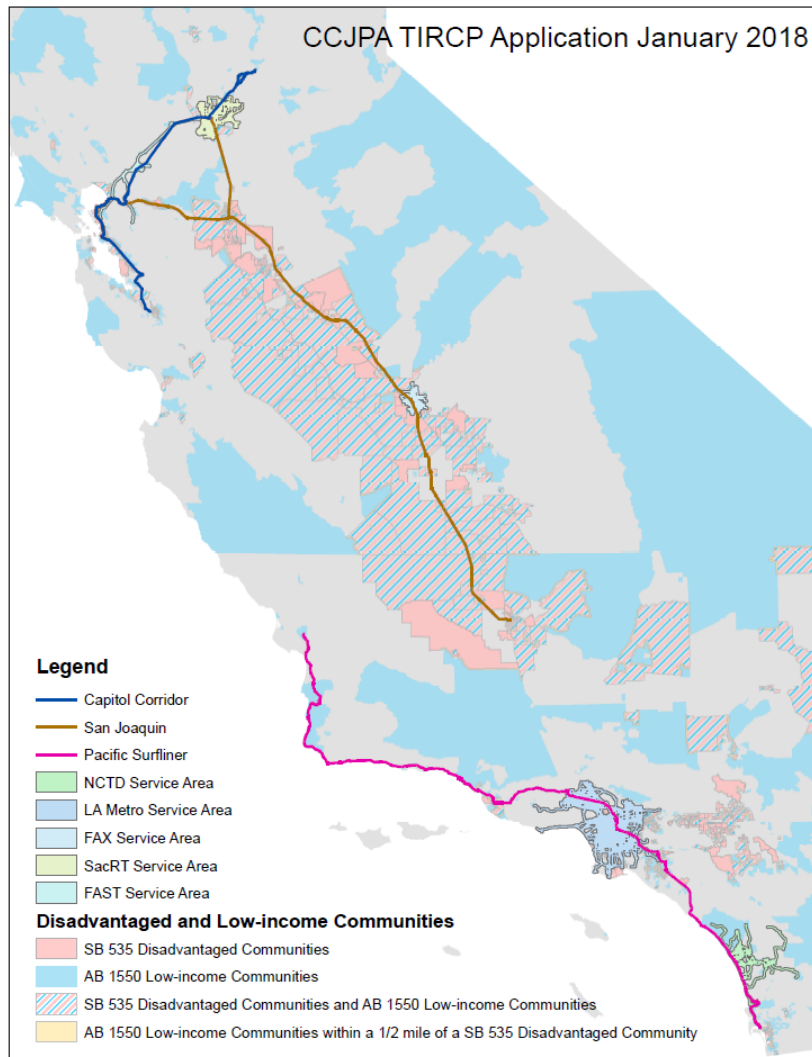 CCJPA TIRCP Application January 2018
Legend
Capitol Corridor
San Joaquin
Pacific Surfliner
NCTD Service Area
LA Metro Service Area
FAX Service Area
SacRT Service Area
FAST Service Area
Disadvantaged and Low-income Communities
SB 535 Disadvantaged Communities
AB 1550 Low-income Communities
SB 535 Disadvantaged Communities and AB 1550 Low-income Communities
AB 1550 Low-income Communities within a 1/2 mile of a SB 535 Disadvantaged Community